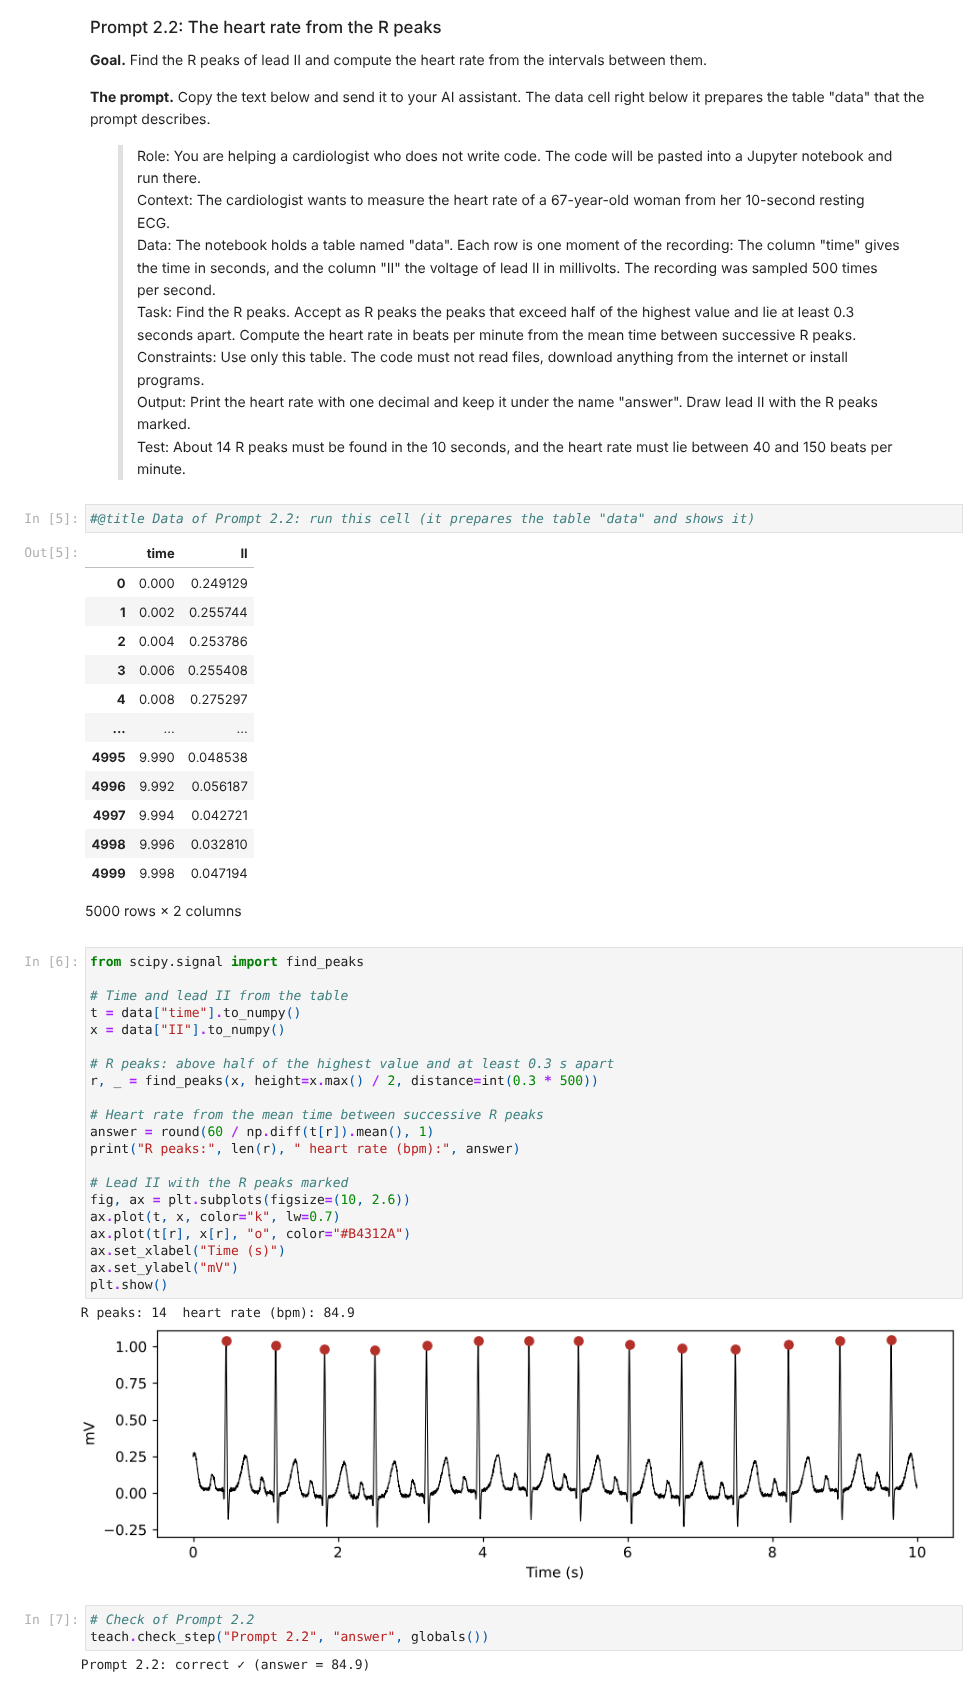 Prompt 2.2: The heart rate from the R peaks
Goal. Find the R peaks of lead II and compute the heart rate from the intervals between them.
The prompt. Copy the text below and send it to your AI assistant. The data cell right below it prepares the table "data" that the
prompt describes.
Role: You are helping a cardiologist who does not write code. The code will be pasted into a Jupyter notebook and
run there.
Context: The cardiologist wants to measure the heart rate of a 67-year-old woman from her 10-second resting
ECG.
Data: The notebook holds a table named "data". Each row is one moment of the recording: The column "time" gives
the time in seconds, and the column "II" the voltage of lead II in millivolts. The recording was sampled 500 times
per second.
Task: Find the R peaks. Accept as R peaks the peaks that exceed half of the highest value and lie at least 0.3
seconds apart. Compute the heart rate in beats per minute from the mean time between successive R peaks.
Constraints: Use only this table. The code must not read files, download anything from the internet or install
programs.
Output: Print the heart rate with one decimal and keep it under the name "answer". Draw lead II with the R peaks
marked.
Test: About 14 R peaks must be found in the 10 seconds, and the heart rate must lie between 40 and 150 beats per
minute.
In [5]: #@title Data of Prompt 2.2: run this cell (it prepares the table "data" and shows it)
Out[5]: time II
0 0.000 0.249129
1 0.002 0.255744
2 0.004 0.253786
3 0.006 0.255408
4 0.008 0.275297
... ... ...
4995 9.990 0.048538
4996 9.992 0.056187
4997 9.994 0.042721
4998 9.996 0.032810
4999 9.998 0.047194
5000 rows × 2 columns
In [6]: from scipy.signal import find_peaks
# Time and lead II from the table
t = data["time"].to_numpy()
x = data["II"].to_numpy()
# R peaks: above half of the highest value and at least 0.3 s apart
r, _ = find_peaks(x, height=x.max() / 2, distance=int(0.3 * 500))
# Heart rate from the mean time between successive R peaks
answer = round(60 / np.diff(t[r]).mean(), 1)
print("R peaks:", len(r), " heart rate (bpm):", answer)
# Lead II with the R peaks marked
fig, ax = plt.subplots(figsize=(10, 2.6))
ax.plot(t, x, color="k", lw=0.7)
ax.plot(t[r], x[r], "o", color="#B4312A")
ax.set_xlabel("Time (s)")
ax.set_ylabel("mV")
plt.show()
R peaks: 14  heart rate (bpm): 84.9
1.00
0.75
0.50
mV
0.25
0.00
−0.25
0 2 4 6 8 10
Time (s)
In [7]: # Check of Prompt 2.2
teach.check_step("Prompt 2.2", "answer", globals())
Prompt 2.2: correct ✓ (answer = 84.9)